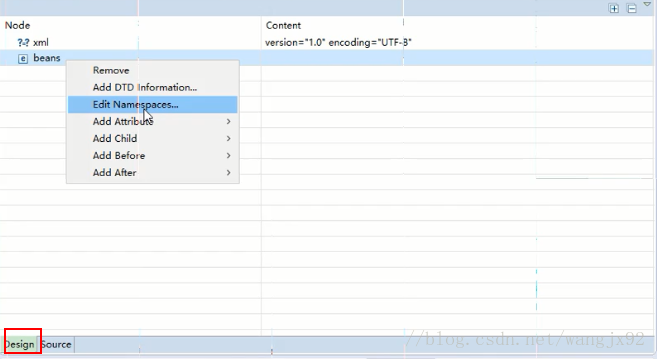 Node Content
?=? xml version="1.0" encoding="UTF-8"
e beans
Remove
Add DTD Information...
Edit Namespaces...
Add Attribute
Add Child
Add Before
Add After
Design Source
//blog.csdn.net/wangjx92